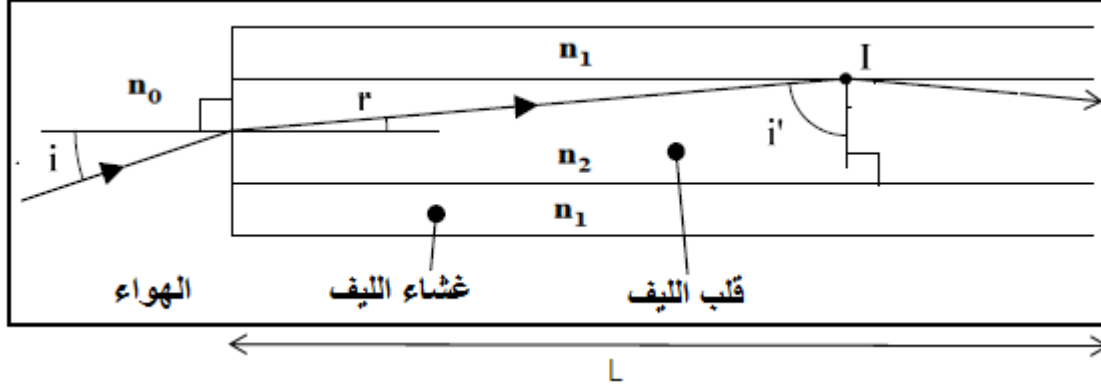 n₁
I
n₀
r
i
i'
n₂
n₁
الهواء
غشاء الليف
قلب الليف
L